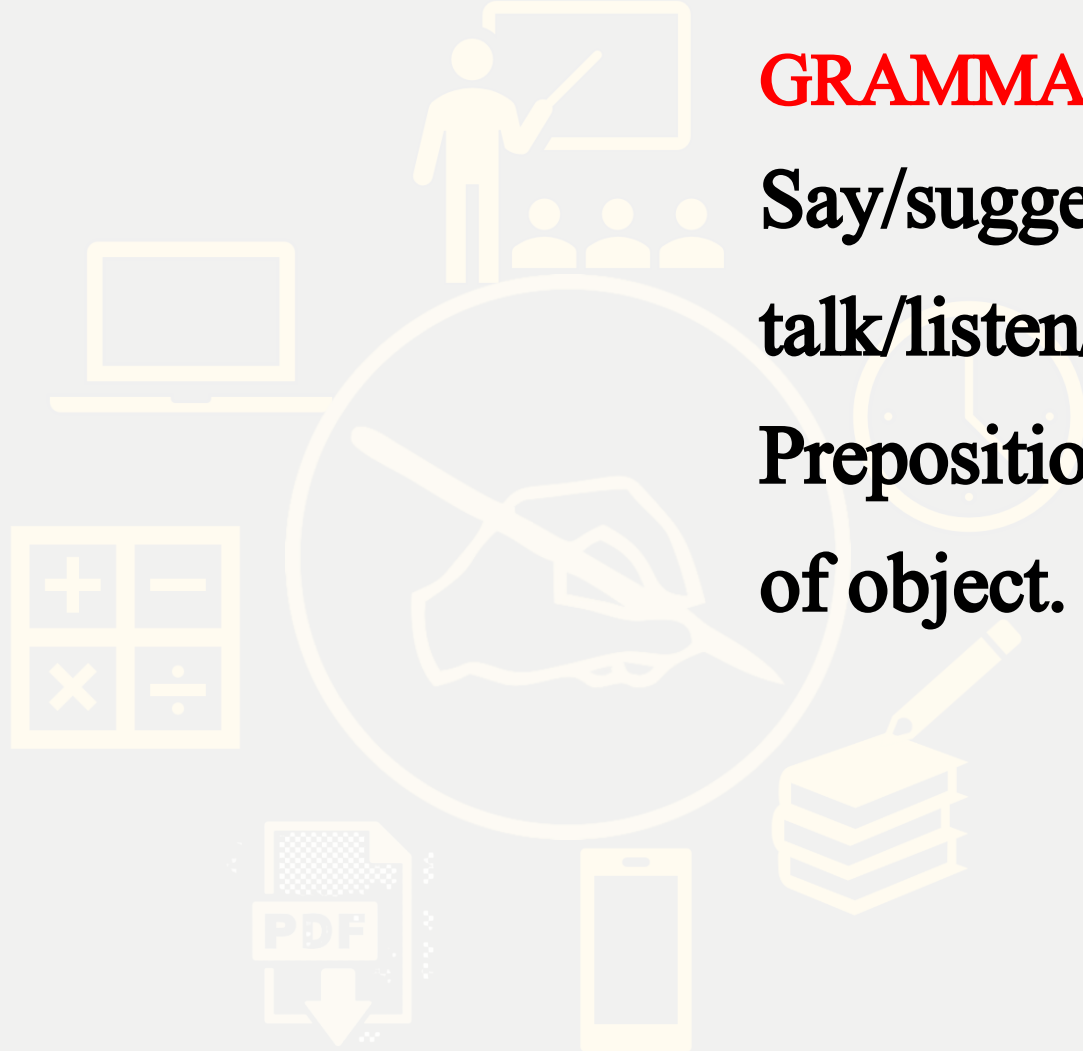 GRAMMA
Say/sugge
talk/listen/
Prepositio
of object.
PDF